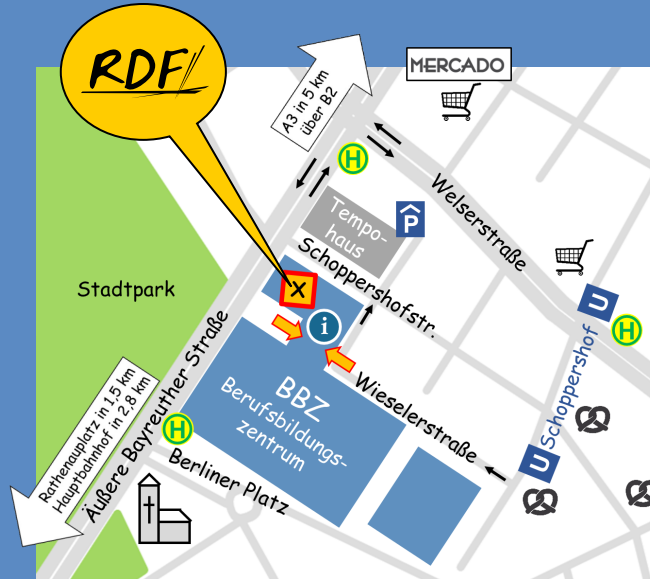 RDF
A3 in 5 km
über B2
MERCADO
H
Welserstraße
Tempo-
haus
P
Schoppershofstr.
Stadtpark
X
i
U
H
Schoppershof
U
BBZ
Berufsbildungs-
zentrum
Wieselerstraße
Äußere Bayreuther Straße
Rathenauplatz in 1,5 km
Hauptbahnhof in 2,8 km
H
Berliner Platz